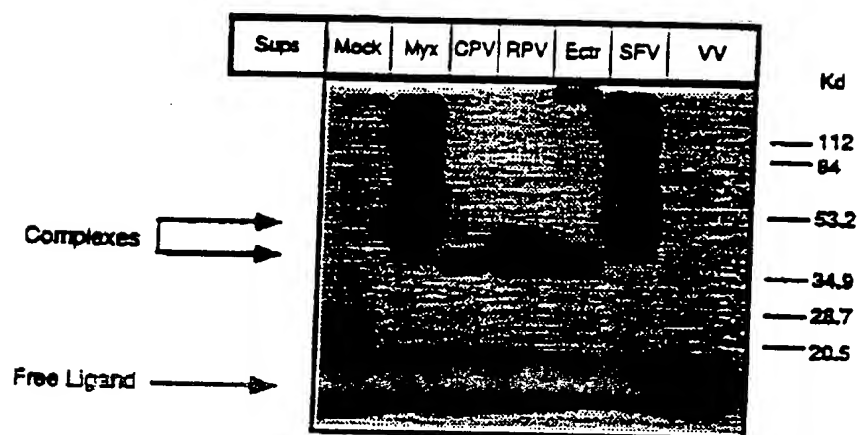 Sups Mock Myx CPV RPV Ectr SFV VV
Kd
112
84
Complexes
53.2
34.9
28.7
20.5
Free Ligand